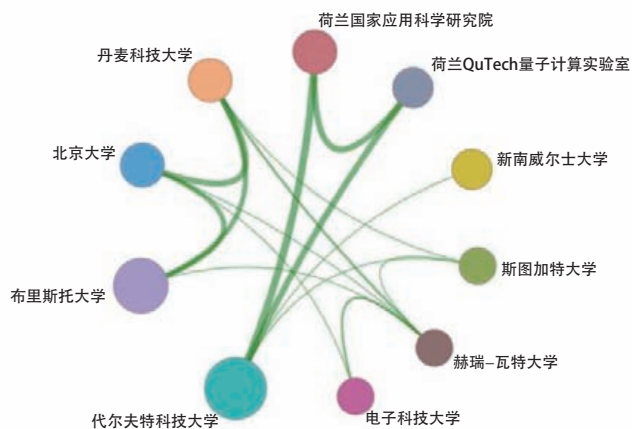 荷兰国家应用科学研究院
丹麦科技大学
荷兰QuTech量子计算实验室
北京大学
新南威尔士大学
斯图加特大学
布里斯托大学
赫瑞–瓦特大学
代尔夫特科技大学
电子科技大学